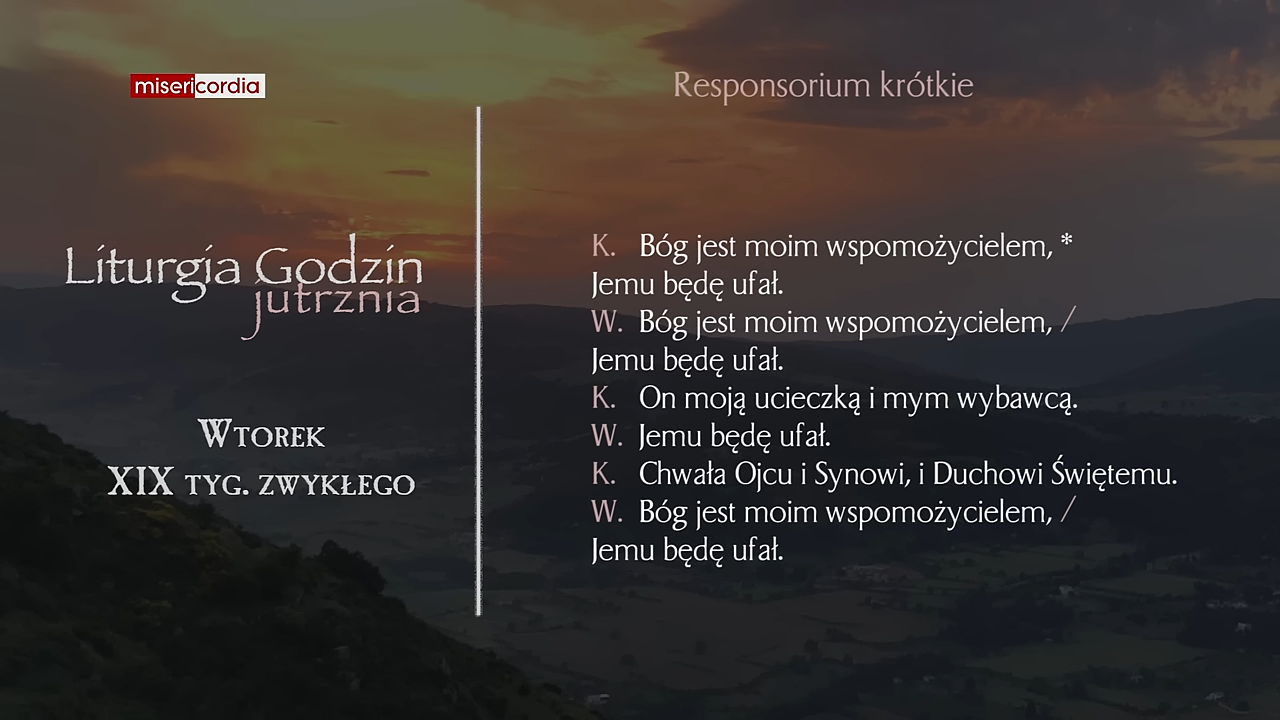 misericordia
Liturgia Godzin
jutrznia
Wtorek
XIX tyg. zwykłego
Responsorium krótkie
K. Bóg jest moim wspomożycielem, *
Jemu będę ufał.
W. Bóg jest moim wspomożycielem, /
Jemu będę ufał.
K. On moją ucieczką i mym wybawcą.
W. Jemu będę ufał.
K. Chwała Ojcu i Synowi, i Duchowi Świętemu.
W. Bóg jest moim wspomożycielem, /
Jemu będę ufał.